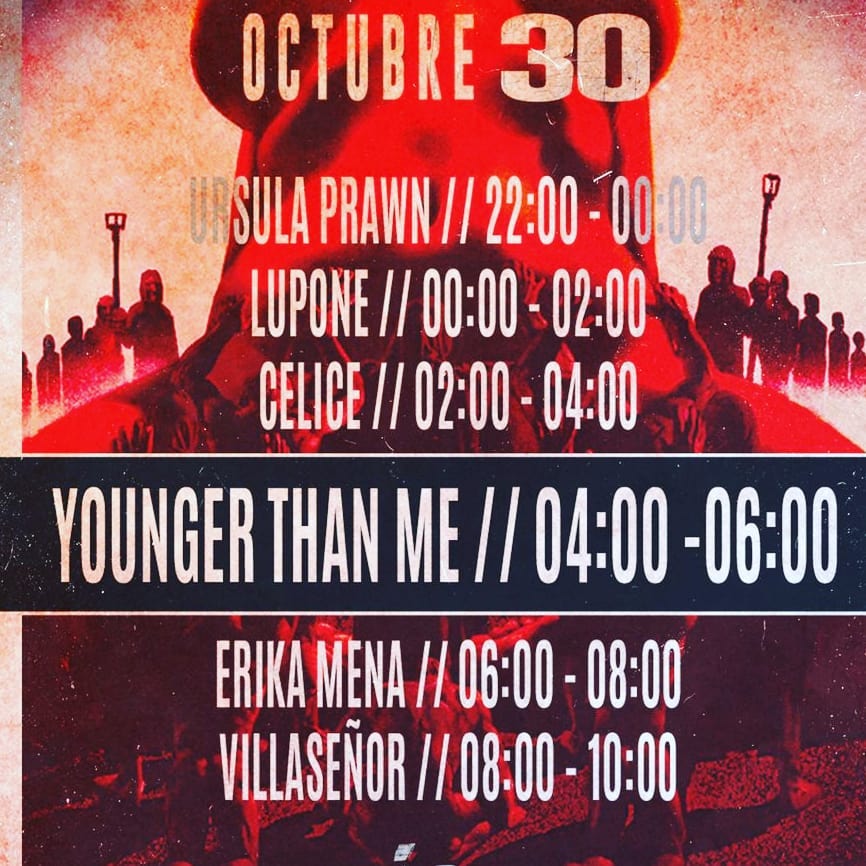 OCTUBRE 30
URSULA PRAWN // 22:00 - 00:00
LUPONE // 00:00 - 02:00
CELICE // 02:00 - 04:00
YOUNGER THAN ME // 04:00 -06:00
ERIKA MENA // 06:00 - 08:00
VILLASEÑOR // 08:00 - 10:00